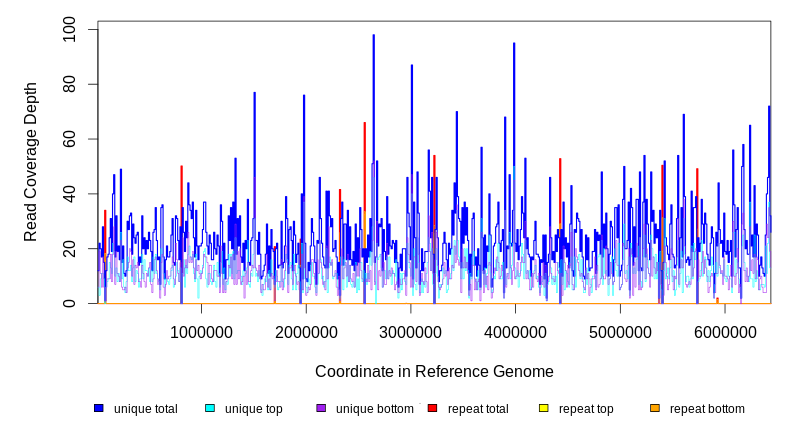 100
80
60
40
20
0
Read Coverage Depth
1000000 2000000 3000000 4000000 5000000 6000000
Coordinate in Reference Genome
unique total unique top unique bottom repeat total repeat top repeat bottom